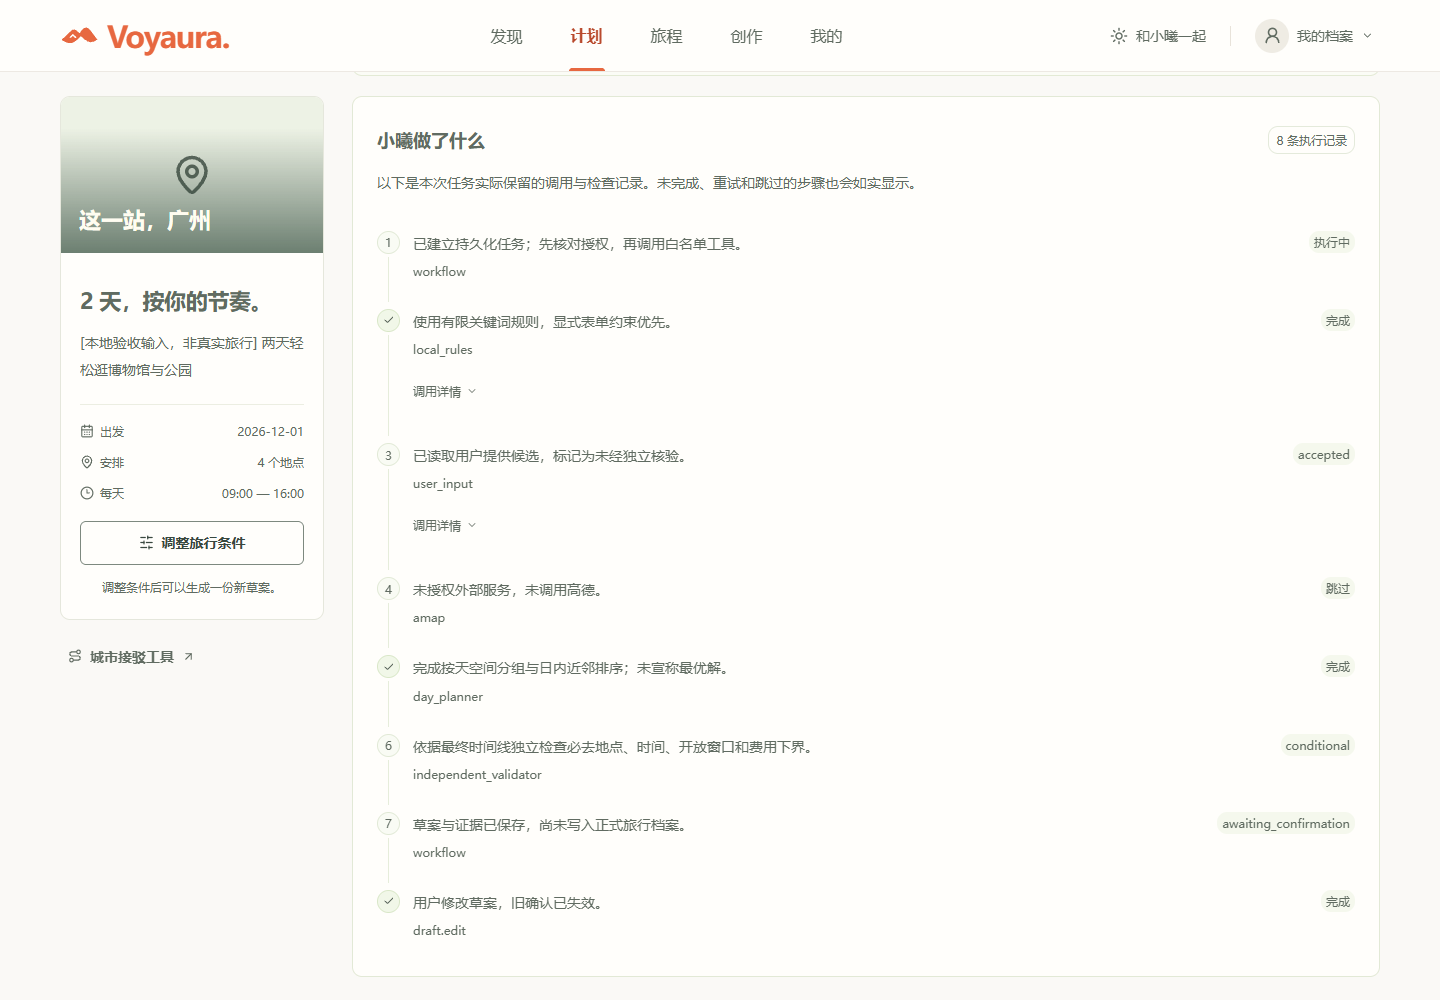 Voyaura.
发现
计划
旅程
创作
我的
和小曦一起
我的档案
这一站，广州
2 天，按你的节奏。
[本地验收输入，非真实旅行] 两天轻
松逛博物馆与公园
出发 2026-12-01
安排 4 个地点
每天 09:00 — 16:00
调整旅行条件
调整条件后可以生成一份新草案。
城市接驳工具
小曦做了什么
8 条执行记录
以下是本次任务实际保留的调用与检查记录。未完成、重试和跳过的步骤也会如实显示。
1 已建立持久化任务；先核对授权，再调用白名单工具。 执行中
workflow
使用有限关键词规则，显式表单约束优先。 完成
local_rules
调用详情
3 已读取用户提供候选，标记为未经独立核验。 accepted
user_input
调用详情
4 未授权外部服务，未调用高德。 跳过
amap
完成按天空间分组与日内近邻排序；未宣称最优解。 完成
day_planner
6 依据最终时间线独立检查必去地点、时间、开放窗口和费用下界。 conditional
independent_validator
7 草案与证据已保存，尚未写入正式旅行档案。 awaiting_confirmation
workflow
用户修改草案，旧确认已失效。 完成
draft.edit